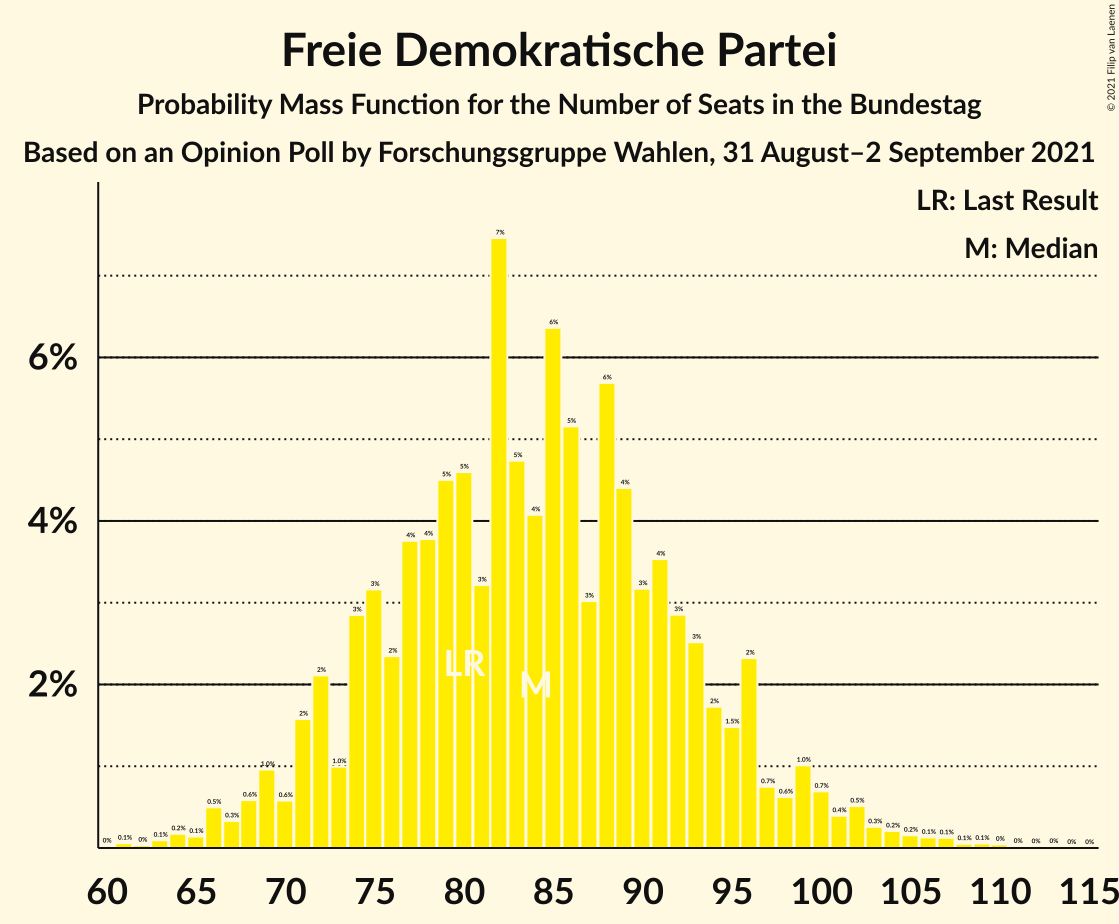 Freie Demokratische Partei
Probability Mass Function for the Number of Seats in the Bundestag
Based on an Opinion Poll by Forschungsgruppe Wahlen, 31 August–2 September 2021
© 2021 Filip van Laenen
LR: Last Result
M: Median
6%
4%
2%
0% 0.1% 0% 0.1% 0.2% 0.1% 0.5% 0.3% 0.6% 1.0% 0.6% 2% 2% 1.0% 3% 3% 2% 4% 4% 5% 5% 3% 7% 5% 4% 6% 5% 3% 6% 4% 3% 4% 3% 3% 2% 1.5% 2% 0.7% 0.6% 1.0% 0.7% 0.4% 0.5% 0.3% 0.2% 0.2% 0.1% 0.1% 0.1% 0.1% 0% 0% 0% 0% 0% 0%
LR
M
60 65 70 75 80 85 90 95 100 105 110 115